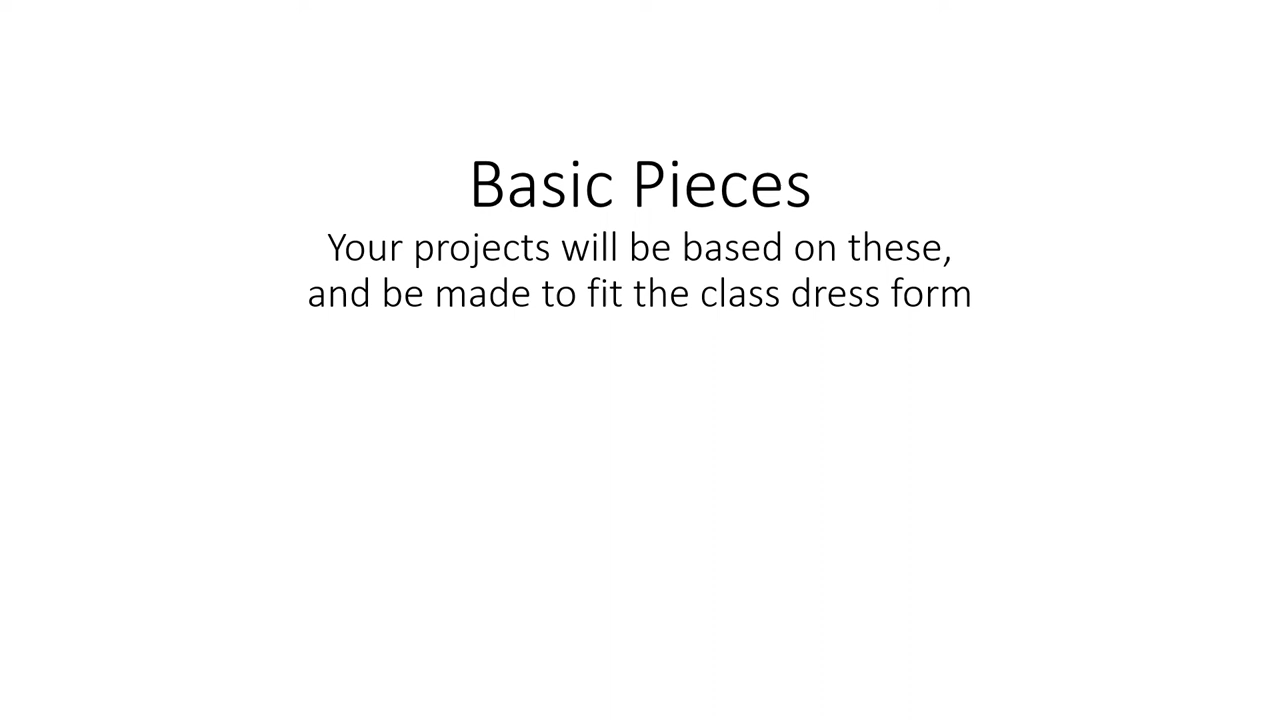 Basic Pieces
Your projects will be based on these,
and be made to fit the class dress form